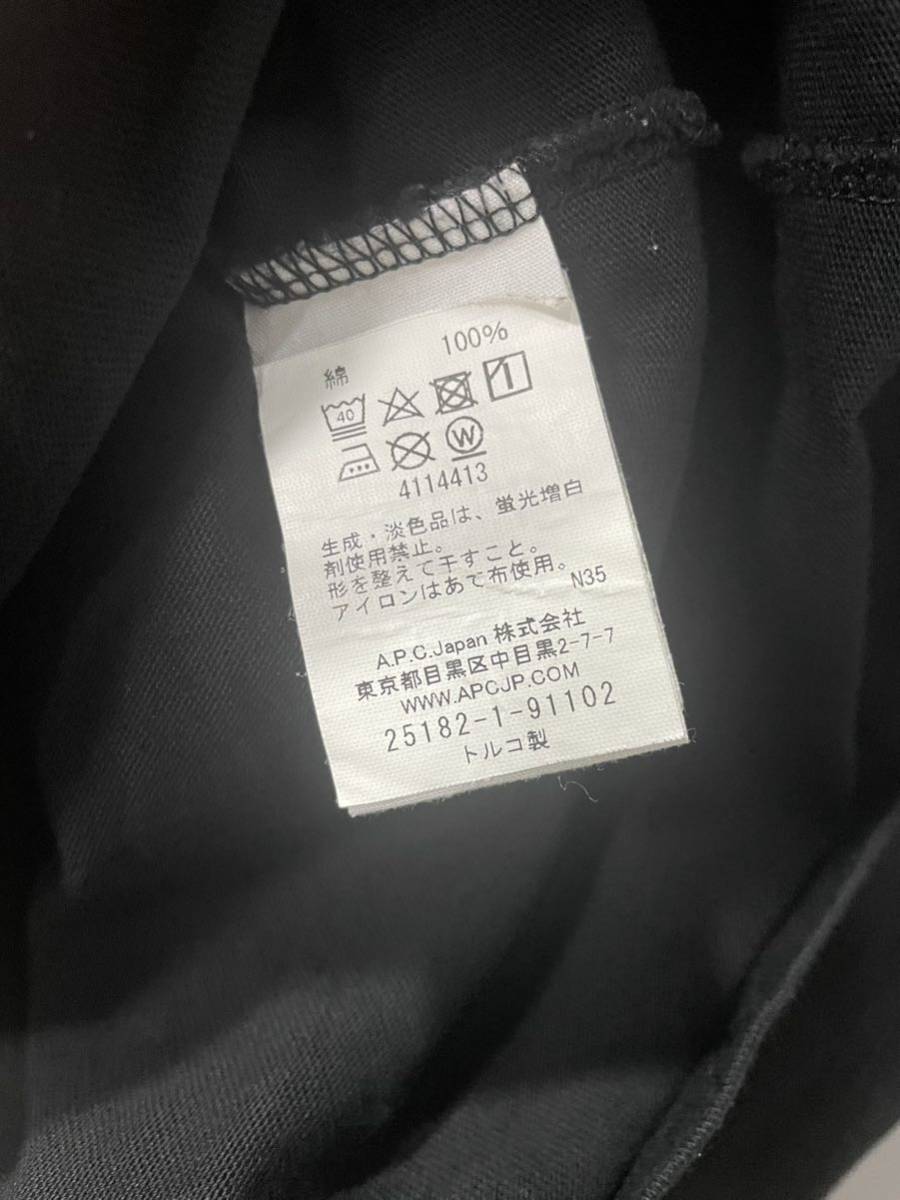 綿 100%
40
W
4114413
生成・淡色品は、蛍光増白
剤使用禁止。
形を整えて干すこと。
アイロンはあて布使用。 N35
A.P.C.Japan 株式会社
東京都目黒区中目黒2-7-7
WWW.APCJP.COM
25182-1-91102
トルコ製